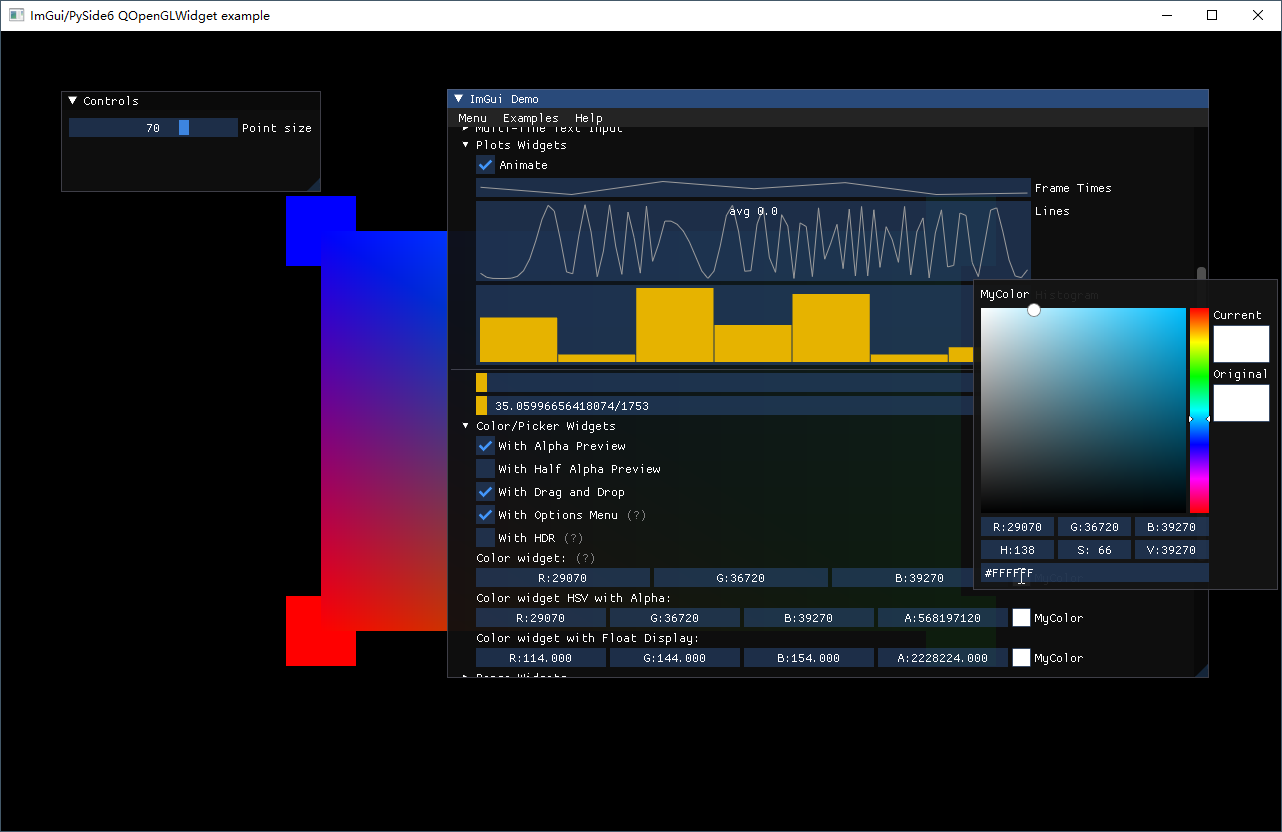 ImGui/PySide6 QOpenGLWidget example
Controls
70 Point size
ImGui Demo
Menu Examples Help
Multi-line Text Input
Plots Widgets
Animate
Frame Times
avg 0.0 Lines
Histogram
35.05996656418074/1753
Color/Picker Widgets
With Alpha Preview
With Half Alpha Preview
With Drag and Drop
With Options Menu (?)
With HDR (?)
Color widget: (?)
R:29070 G:36720 B:39270
Color widget HSV with Alpha:
R:29070 G:36720 B:39270 A:568197120 MyColor
Color widget with Float Display:
R:114.000 G:144.000 B:154.000 A:2228224.000 MyColor
Range Widgets
MyColor
Current
Original
R:29070 G:36720 B:39270
H:138 S: 66 V:39270
#FFFFFF
MyColor